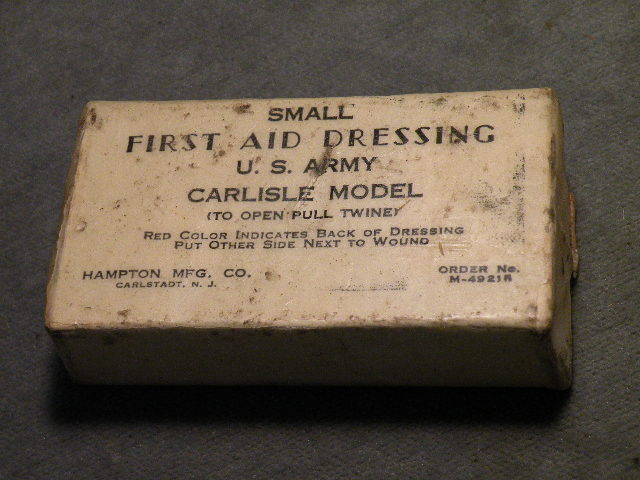 SMALL
FIRST AID DRESSING
U. S. ARMY
CARLISLE MODEL
(TO OPEN PULL TWINE)
RED COLOR INDICATES BACK OF DRESSING
PUT OTHER SIDE NEXT TO WOUND
HAMPTON MFG. CO.
CARLSTADT, N. J.
ORDER No.